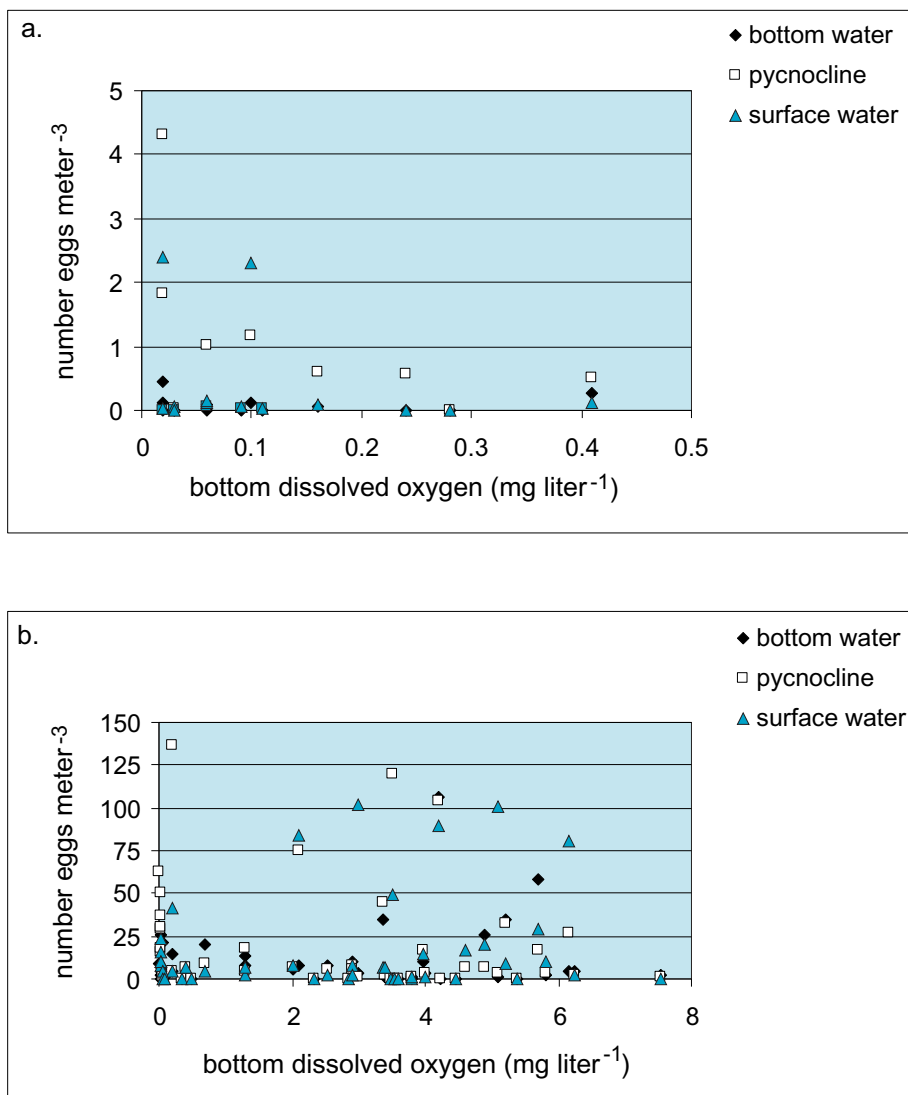 a.
bottom water
pycnocline
surface water
5
4
3
2
1
0
number eggs meter⁻³
0 0.1 0.2 0.3 0.4 0.5
bottom dissolved oxygen (mg liter⁻¹)
b.
bottom water
pycnocline
surface water
150
125
100
75
50
25
0
number eggs meter⁻³
0 2 4 6 8
bottom dissolved oxygen (mg liter⁻¹)